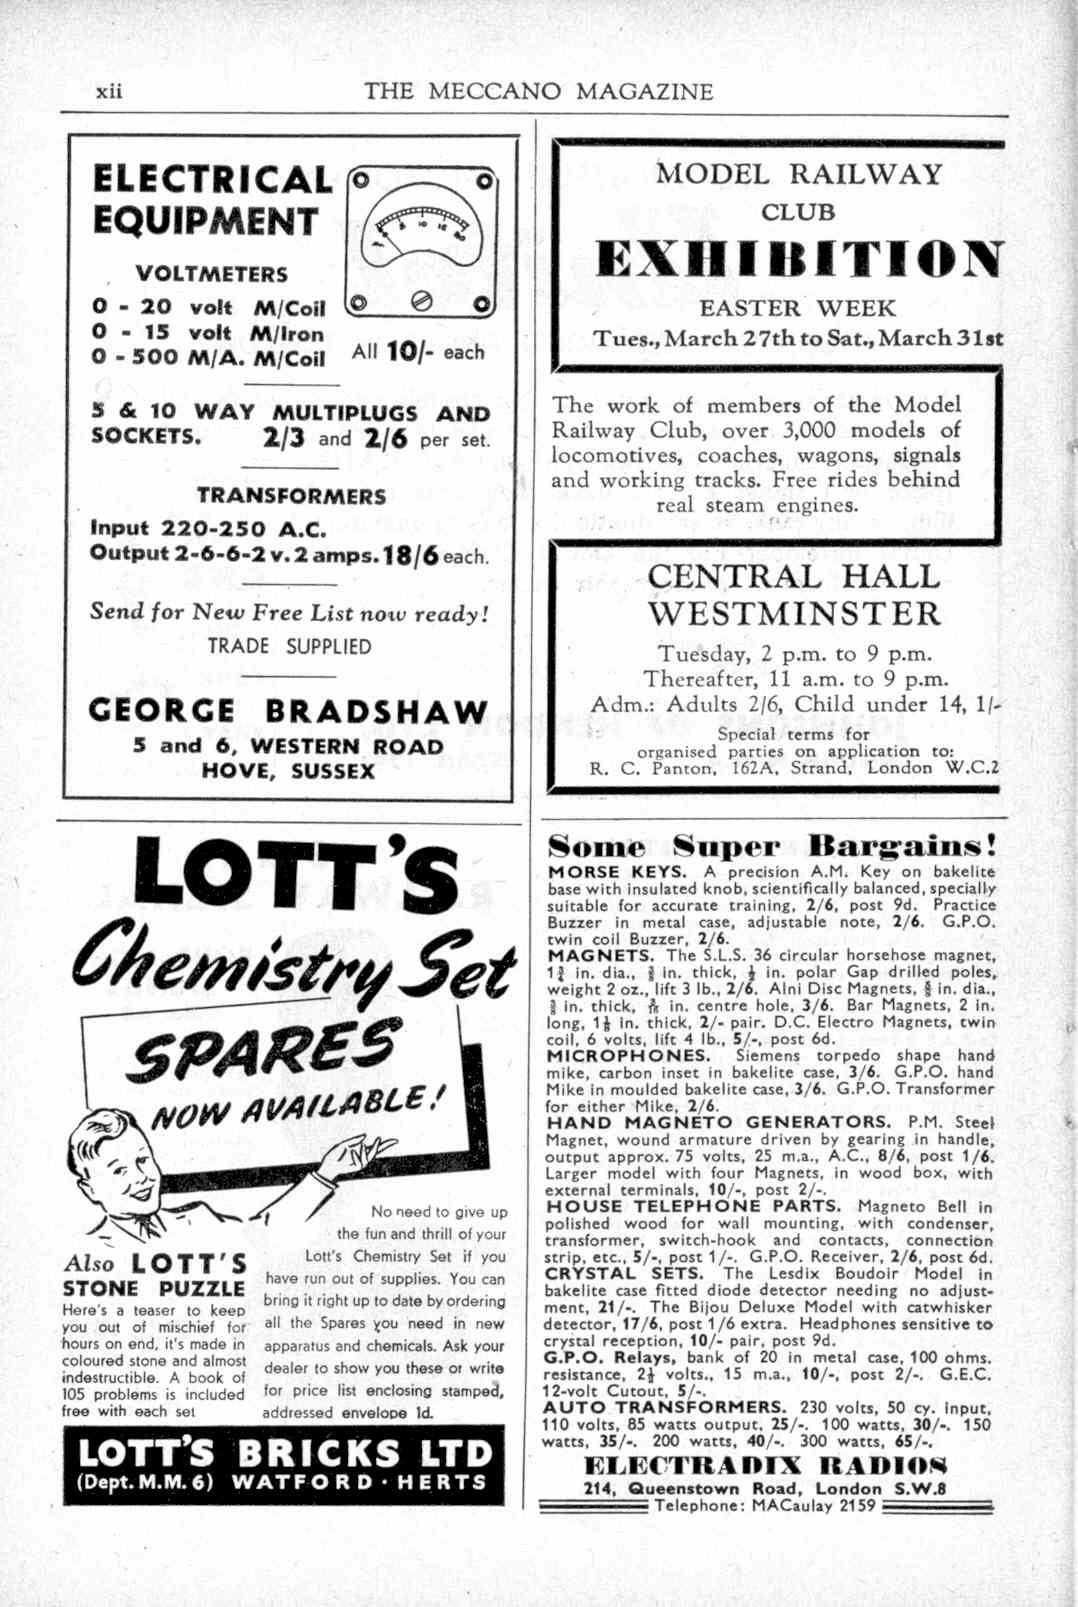 xii
THE MECCANO MAGAZINE
ELECTRICAL
EQUIPMENT
VOLTMETERS
0 - 20 volt M/Coil
0 - 15 volt M/Iron
0 - 500 M/A. M/Coil
All 10/- each
5 & 10 WAY MULTIPLUGS AND
SOCKETS. 2/3 and 2/6 per set.
TRANSFORMERS
Input 220-250 A.C.
Output 2-6-6-2 v. 2 amps. 18/6 each.
Send for New Free List now ready!
TRADE SUPPLIED
GEORGE BRADSHAW
5 and 6, WESTERN ROAD
HOVE, SUSSEX
MODEL RAILWAY
CLUB
EXHIBITION
EASTER WEEK
Tues., March 27th to Sat., March 31st
The work of members of the Model
Railway Club, over 3,000 models of
locomotives, coaches, wagons, signals
and working tracks. Free rides behind
real steam engines.
CENTRAL HALL
WESTMINSTER
Tuesday, 2 p.m. to 9 p.m.
Thereafter, 11 a.m. to 9 p.m.
Adm.: Adults 2/6, Child under 14, 1/-
Special terms for
organised parties on application to:
R. C. Panton, 162A, Strand, London W.C.2
LOTT'S
Chemistry Set
SPARES
NOW AVAILABLE!
No need to give up
the fun and thrill of your
Lott's Chemistry Set if you
have run out of supplies. You can
bring it right up to date by ordering
all the Spares you need in new
apparatus and chemicals. Ask your
dealer to show you these or write
for price list enclosing stamped,
addressed envelope 1d.
Also LOTT'S
STONE PUZZLE
Here's a teaser to keep
you out of mischief for
hours on end, it's made in
coloured stone and almost
indestructible. A book of
105 problems is included
free with each set
LOTT'S BRICKS LTD
(Dept. M.M. 6) WATFORD · HERTS
Some Super Bargains!
MORSE KEYS. A precision A.M. Key on bakelite
base with insulated knob, scientifically balanced, specially
suitable for accurate training, 2/6, post 9d. Practice
Buzzer in metal case, adjustable note, 2/6. G.P.O.
twin coil Buzzer, 2/6.
MAGNETS. The S.L.S. 36 circular horsehose magnet,
in. dia., in. thick, in. polar Gap drilled poles,
weight 2 oz., lift 3 lb., 2/6. Alni Disc Magnets, in. dia.,
in. thick, in. centre hole, 3/6. Bar Magnets, 2 in.
long, in. thick, 2/- pair. D.C. Electro Magnets, twin
coil, 6 volts, lift 4 lb., 5/-, post 6d.
MICROPHONES. Siemens torpedo shape hand
mike, carbon inset in bakelite case, 3/6. G.P.O. hand
Mike in moulded bakelite case, 3/6. G.P.O. Transformer
for either Mike, 2/6.
HAND MAGNETO GENERATORS. P.M. Steel
Magnet, wound armature driven by gearing in handle,
output approx. 75 volts, 25 m.a., A.C., 8/6, post 1/6.
Larger model with four Magnets, in wood box, with
external terminals, 10/-, post 2/-.
HOUSE TELEPHONE PARTS. Magneto Bell in
polished wood for wall mounting, with condenser,
transformer, switch-hook and contacts, connection
strip, etc., 5/-, post 1/-. G.P.O. Receiver, 2/6, post 6d.
CRYSTAL SETS. The Lesdix Boudoir Model in
bakelite case fitted diode detector needing no adjust-
ment, 21/-. The Bijou Deluxe Model with catwhisker
detector, 17/6, post 1/6 extra. Headphones sensitive to
crystal reception, 10/- pair, post 9d.
G.P.O. Relays, bank of 20 in metal case, 100 ohms.
resistance, 2½ volts., 15 m.a., 10/-, post 2/-. G.E.C.
12-volt Cutout, 5/-.
AUTO TRANSFORMERS. 230 volts, 50 cy. input,
110 volts, 85 watts output, 25/-. 100 watts, 30/-. 150
watts, 35/-. 200 watts, 40/-. 300 watts, 65/-.
ELECTRADIX RADIOS
214, Queenstown Road, London S.W.8
Telephone: MACaulay 2159